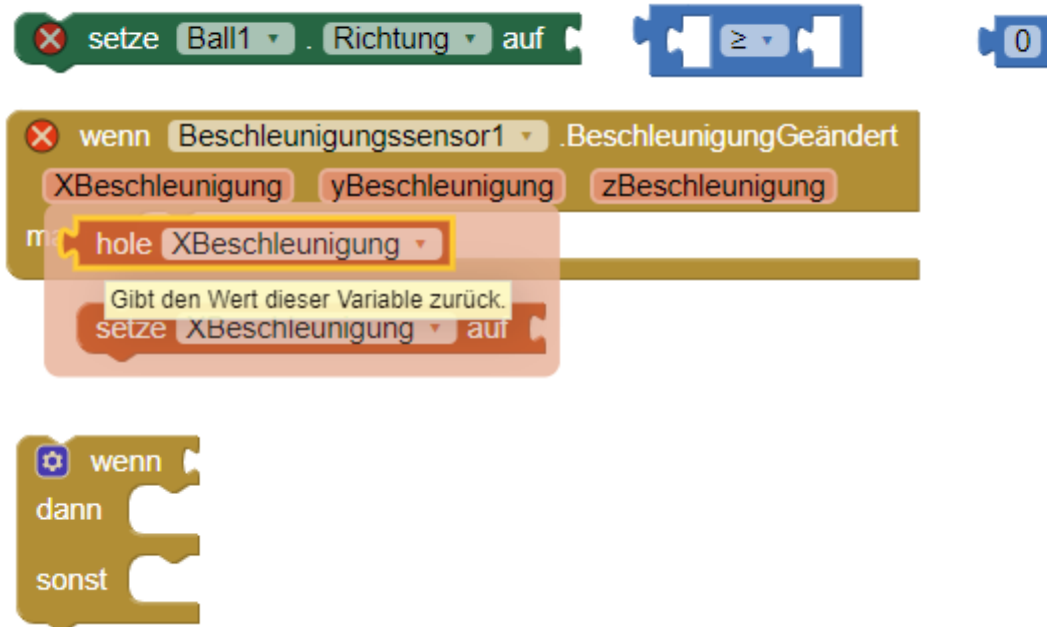 setze Ball1 . Richtung auf ≥ 0
wenn Beschleunigungssensor1 .BeschleunigungGeändert
XBeschleunigung yBeschleunigung zBeschleunigung
hole XBeschleunigung
Gibt den Wert dieser Variable zurück.
setze XBeschleunigung auf
wenn
dann
sonst